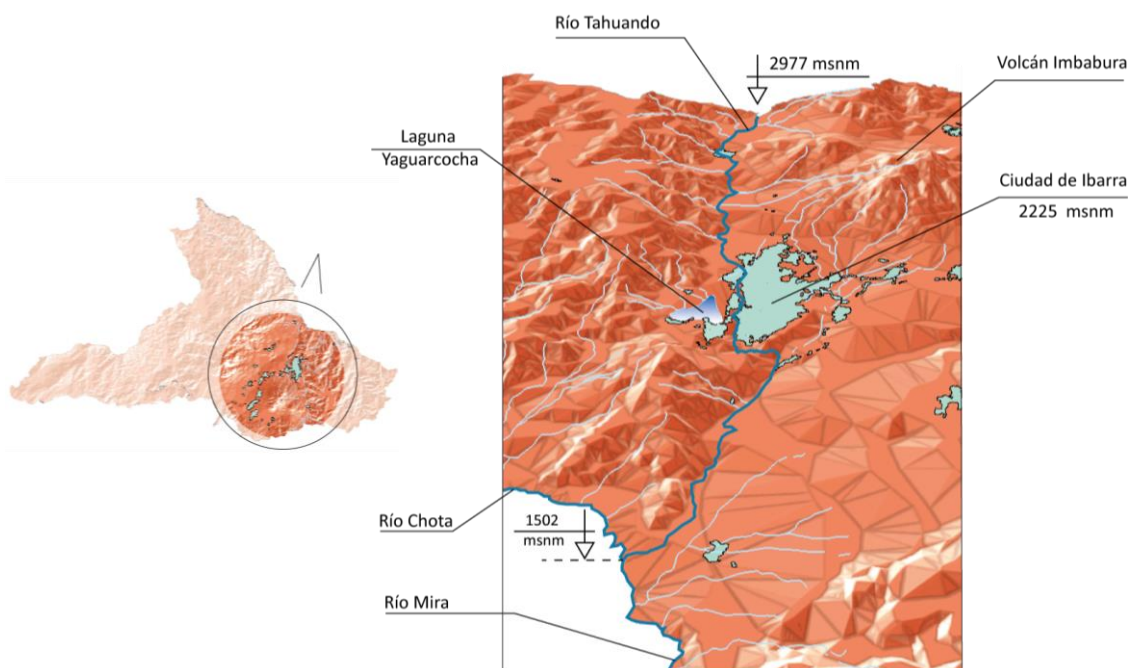 Río Tahuando
2977 msnm
Volcán Imbabura
Laguna
Yaguarcocha
Ciudad de Ibarra
2225 msnm
Río Chota
1502
msnm
Río Mira